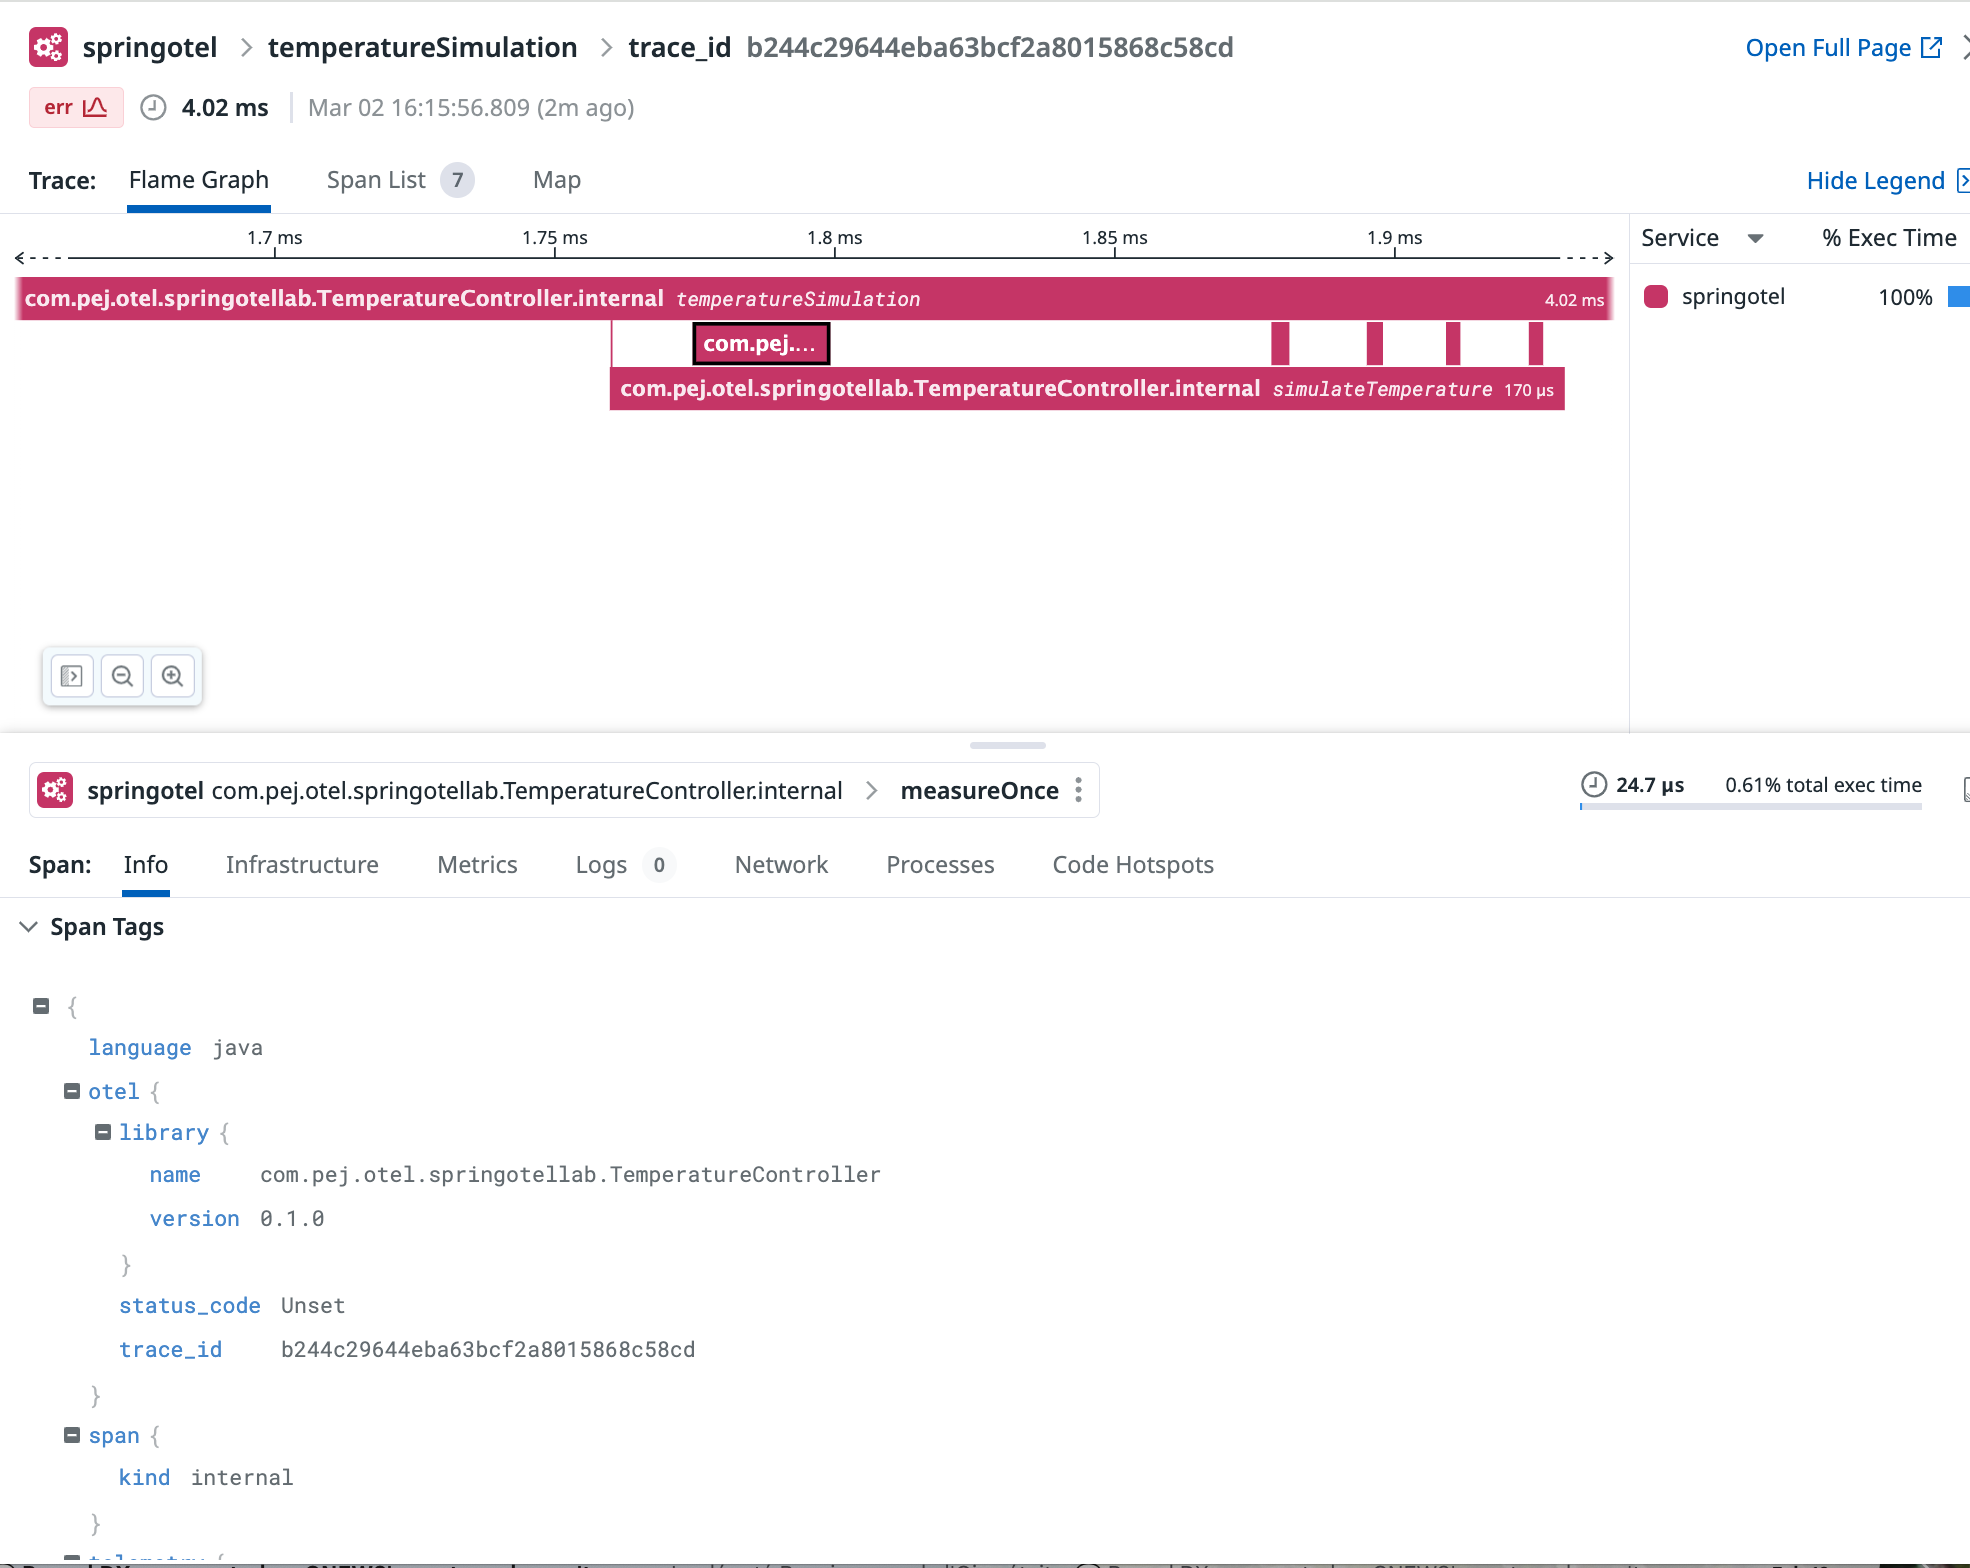 springotel > temperatureSimulation > trace_id b244c29644eba63bcf2a8015868c58cd
Open Full Page
err 4.02 ms Mar 02 16:15:56.809 (2m ago)
Trace: Flame Graph Span List 7 Map
Hide Legend
1.7 ms 1.75 ms 1.8 ms 1.85 ms 1.9 ms
Service % Exec Time
com.pej.otel.springotellab.TemperatureController.internal temperatureSimulation 4.02 ms
springotel 100%
com.pej....
com.pej.otel.springotellab.TemperatureController.internal simulateTemperature 170 µs
springotel com.pej.otel.springotellab.TemperatureController.internal > measureOnce
24.7 µs 0.61% total exec time
Span: Info Infrastructure Metrics Logs 0 Network Processes Code Hotspots
Span Tags
{
language java
otel {
library {
name com.pej.otel.springotellab.TemperatureController
version 0.1.0
}
status_code Unset
trace_id b244c29644eba63bcf2a8015868c58cd
}
span {
kind internal
}